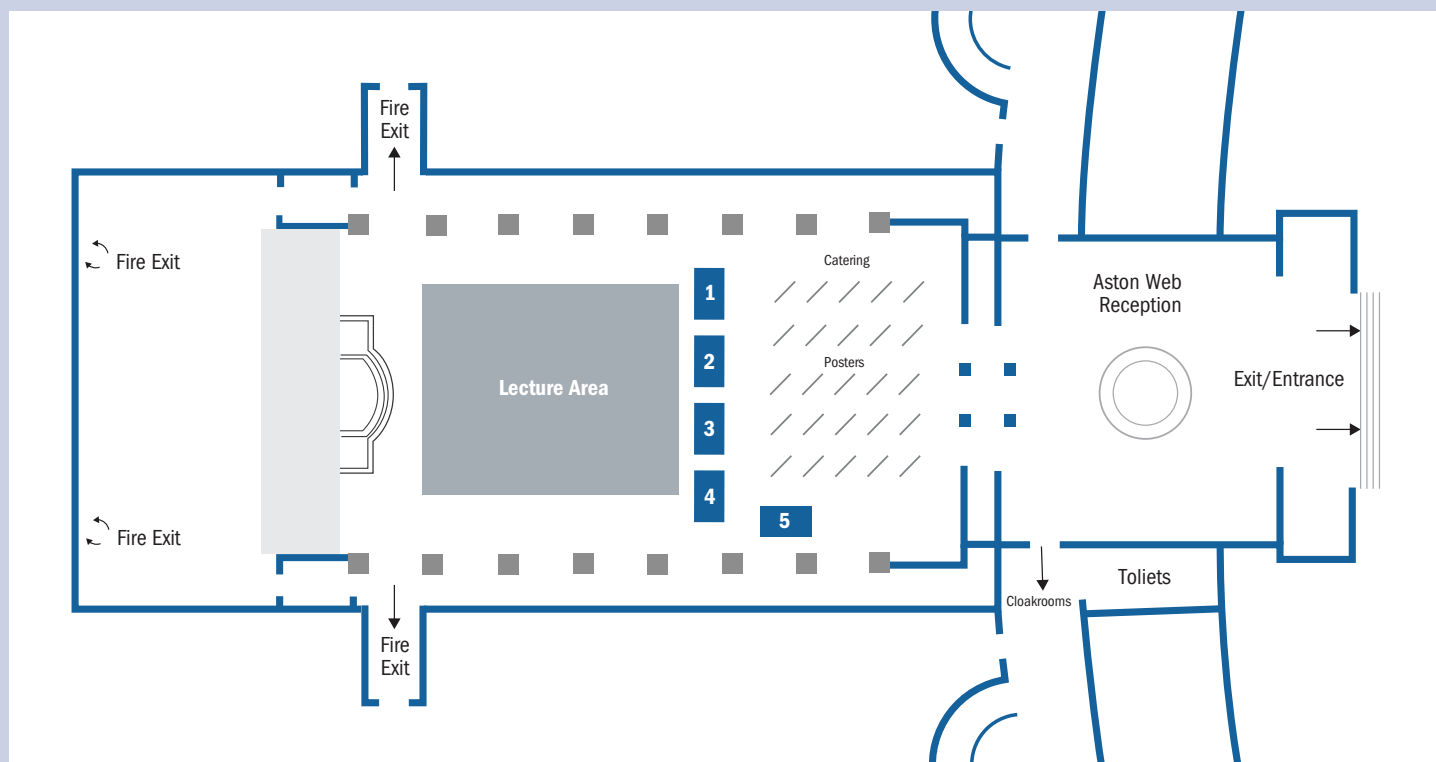 Fire
Exit
Fire Exit
Catering
Aston Web
Reception
1
2
Posters
Exit/Entrance
Lecture Area
3
4
5
Fire Exit
Toliets
Cloakrooms
Fire
Exit